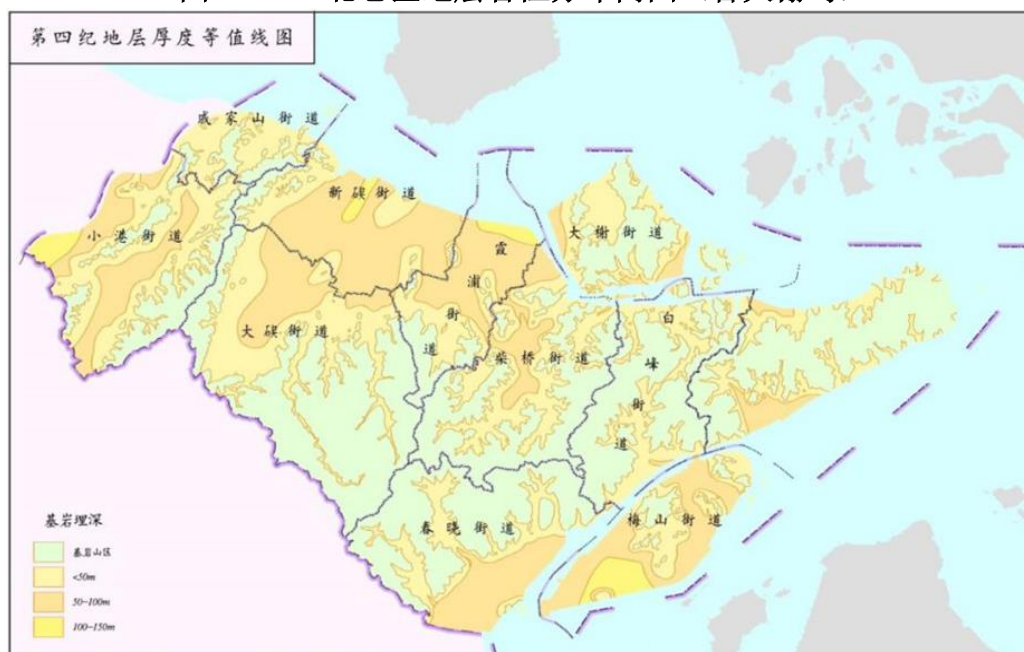 第四纪地层厚度等值线图
戚家山街道
新碶街道
小港街道
大榭街道
霞浦街道
大碶街道
柴桥街道
白峰街道
春晓街道
梅山街道
基岩埋深
基岩山区
<50m
50-100m
100-150m